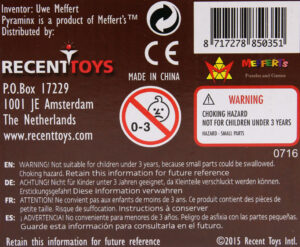 Inventor: Uwe Meffert
Pyraminx is a product of Meffert's™
Distributed by:
RECENTTOYS
P.O.Box 17229
1001 JE Amsterdam
The Netherlands
www.recenttoys.com
CE
MADE IN CHINA
0-3
8 717278 850351
MEFFERT'S
Puzzles and Games
WARNING
CHOKING HAZARD
NOT FOR CHILDREN UNDER 3 YEARS
HAZARD - SMALL PARTS
0716
EN: WARNING! Not suitable for children under 3 years, because small parts could be swallowed.
Choking hazard. Retain this information for future reference.
DE: ACHTUNG! Nicht für Kinder unter 3 Jahren geeignet, da Kleinteile verschluckt werden können.
Erstickungsgefahr! Diese Information verwahren
FR: ATTENTION! Ne convient pas aux enfants de moins de 3 ans. Ce produit contient des pièces
de petite taille. Risque de suffocation. Instructions à conserver
ES: ¡ADVERTENCIA! No conveniente para menores de 3 años. Peligro de asfixia con las partes pequeñas.
Guarde esta información para referencia futura.
Retain this information for future reference
©2015 Recent Toys Int